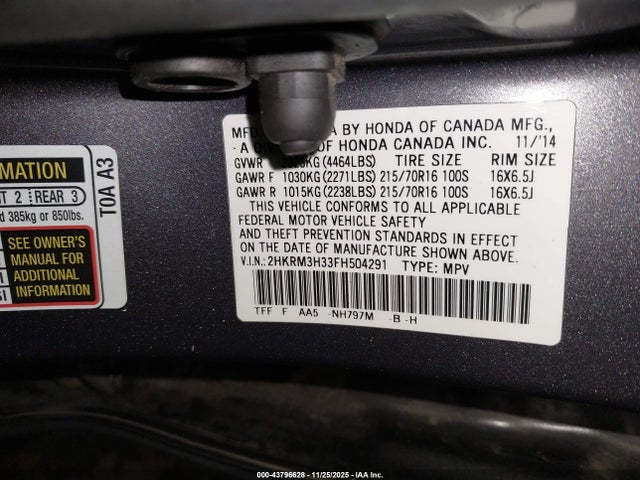 MATION
T 2 REAR 3
d 385kg or 850lbs.
SEE OWNER'S
MANUAL FOR
ADDITIONAL
INFORMATION
T0A A3
MFD. A BY HONDA OF CANADA MFG.,
A OF HONDA CANADA INC. 11/'14
GVWR (4464LBS) TIRE SIZE RIM SIZE
GAWR F 1030KG (2271LBS) 215/70R16 100S 16X6.5J
GAWR R 1015KG (2238LBS) 215/70R16 100S 16X6.5J
THIS VEHICLE CONFORMS TO ALL APPLICABLE
FEDERAL MOTOR VEHICLE SAFETY
AND THEFT PREVENTION STANDARDS IN EFFECT
ON THE DATE OF MANUFACTURE SHOWN ABOVE.
V.I.N.: 2HKRM3H33FH504291 TYPE: MPV
TFF F AA5 -NH797M -B -H
000-43796628 - 11/25/2025 - IAA Inc.